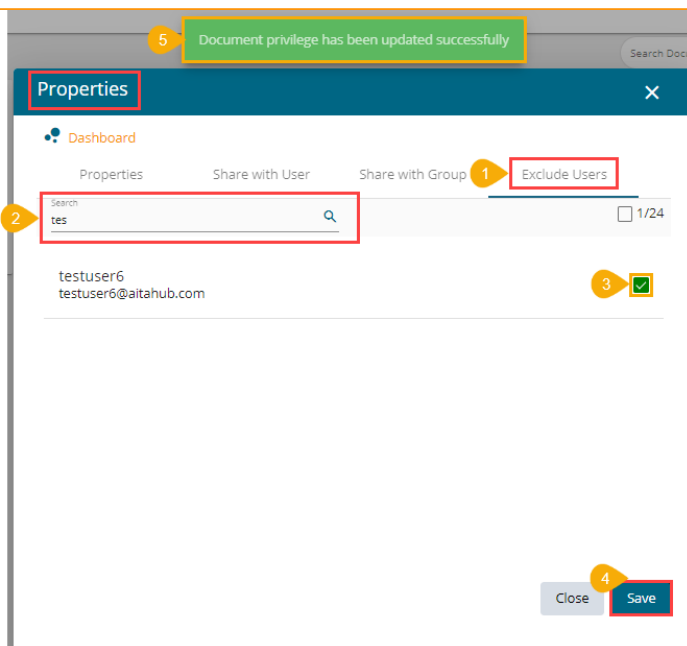 5
Document privilege has been updated successfully
Search Doc
Properties
Dashboard
Properties Share with User Share with Group 1 Exclude Users
Search
2 tes
1/24
testuser6
testuser6@aitahub.com
3
4
Close Save